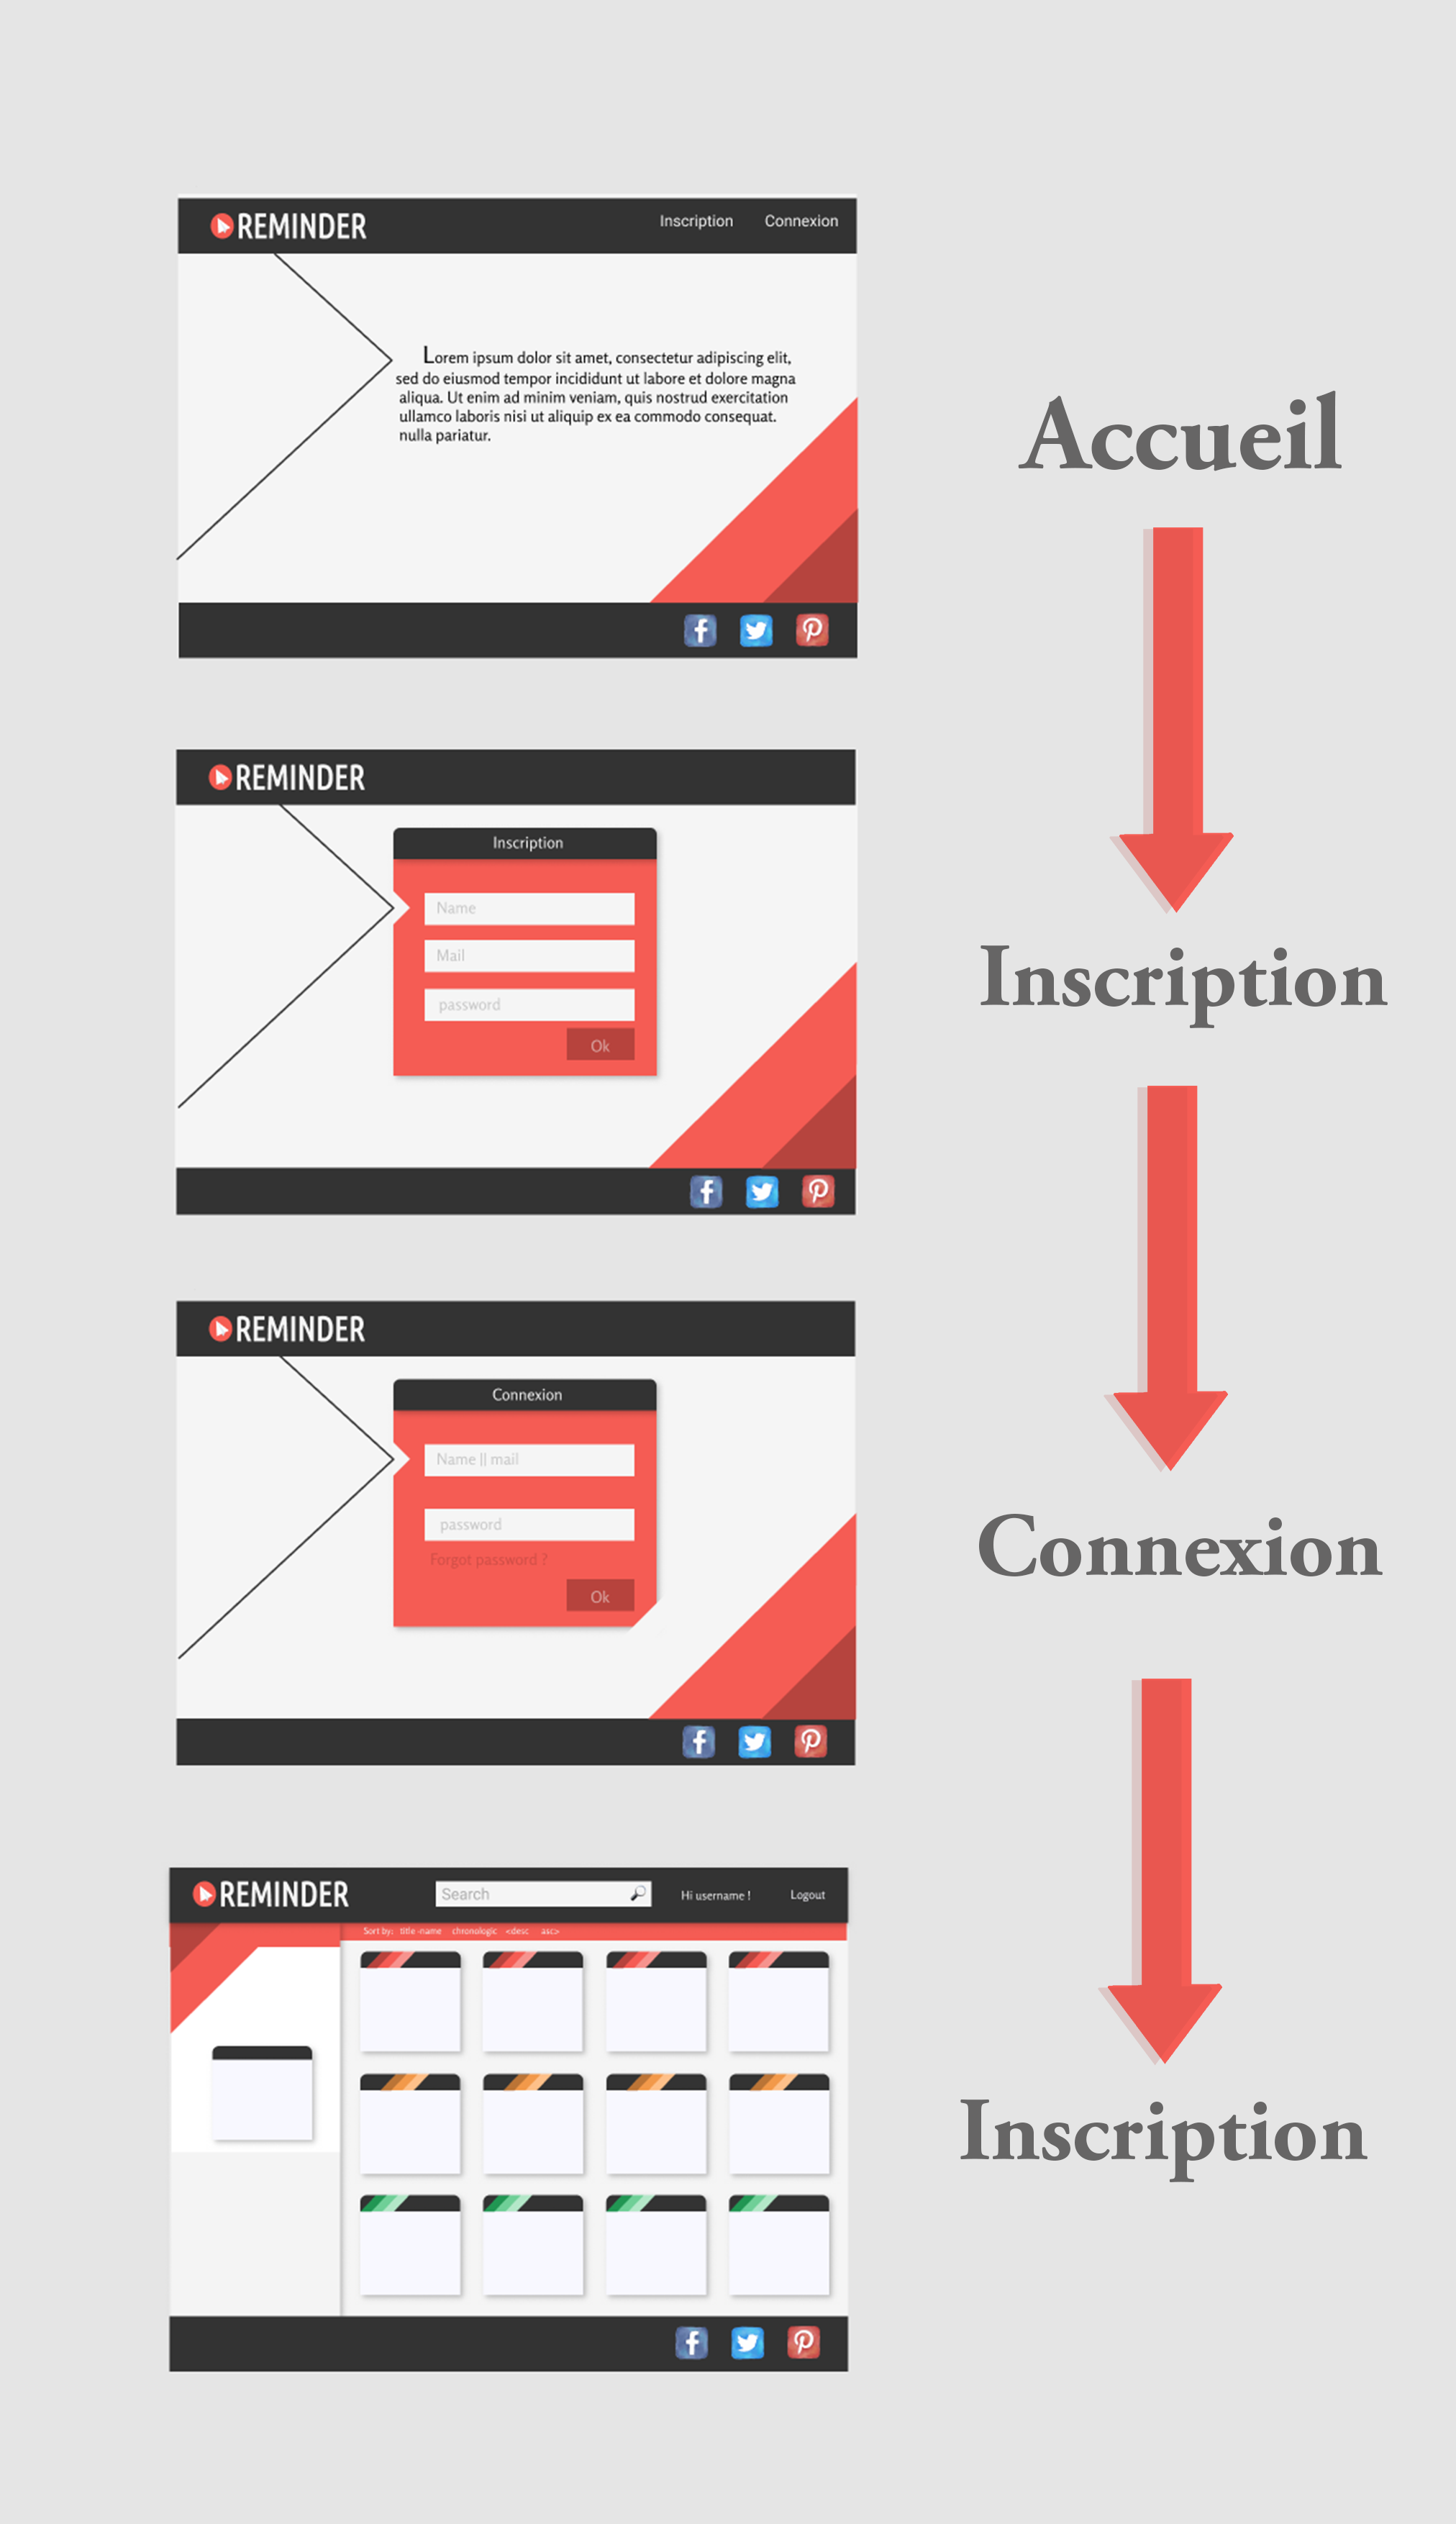 REMINDER
Inscription Connexion
Lorem ipsum dolor sit amet, consectetur adipiscing elit,
sed do eiusmod tempor incididunt ut labore et dolore magna
aliqua. Ut enim ad minim veniam, quis nostrud exercitation
ullamco laboris nisi ut aliquip ex ea commodo consequat.
nulla pariatur.
Accueil
REMINDER
Inscription
Name
Mail
password
Ok
Inscription
REMINDER
Connexion
Name || mail
password
Forgot password ?
Ok
Connexion
REMINDER
Search
Hi username !
Logout
Sort by: title -name chronologic <desc asc>
Inscription